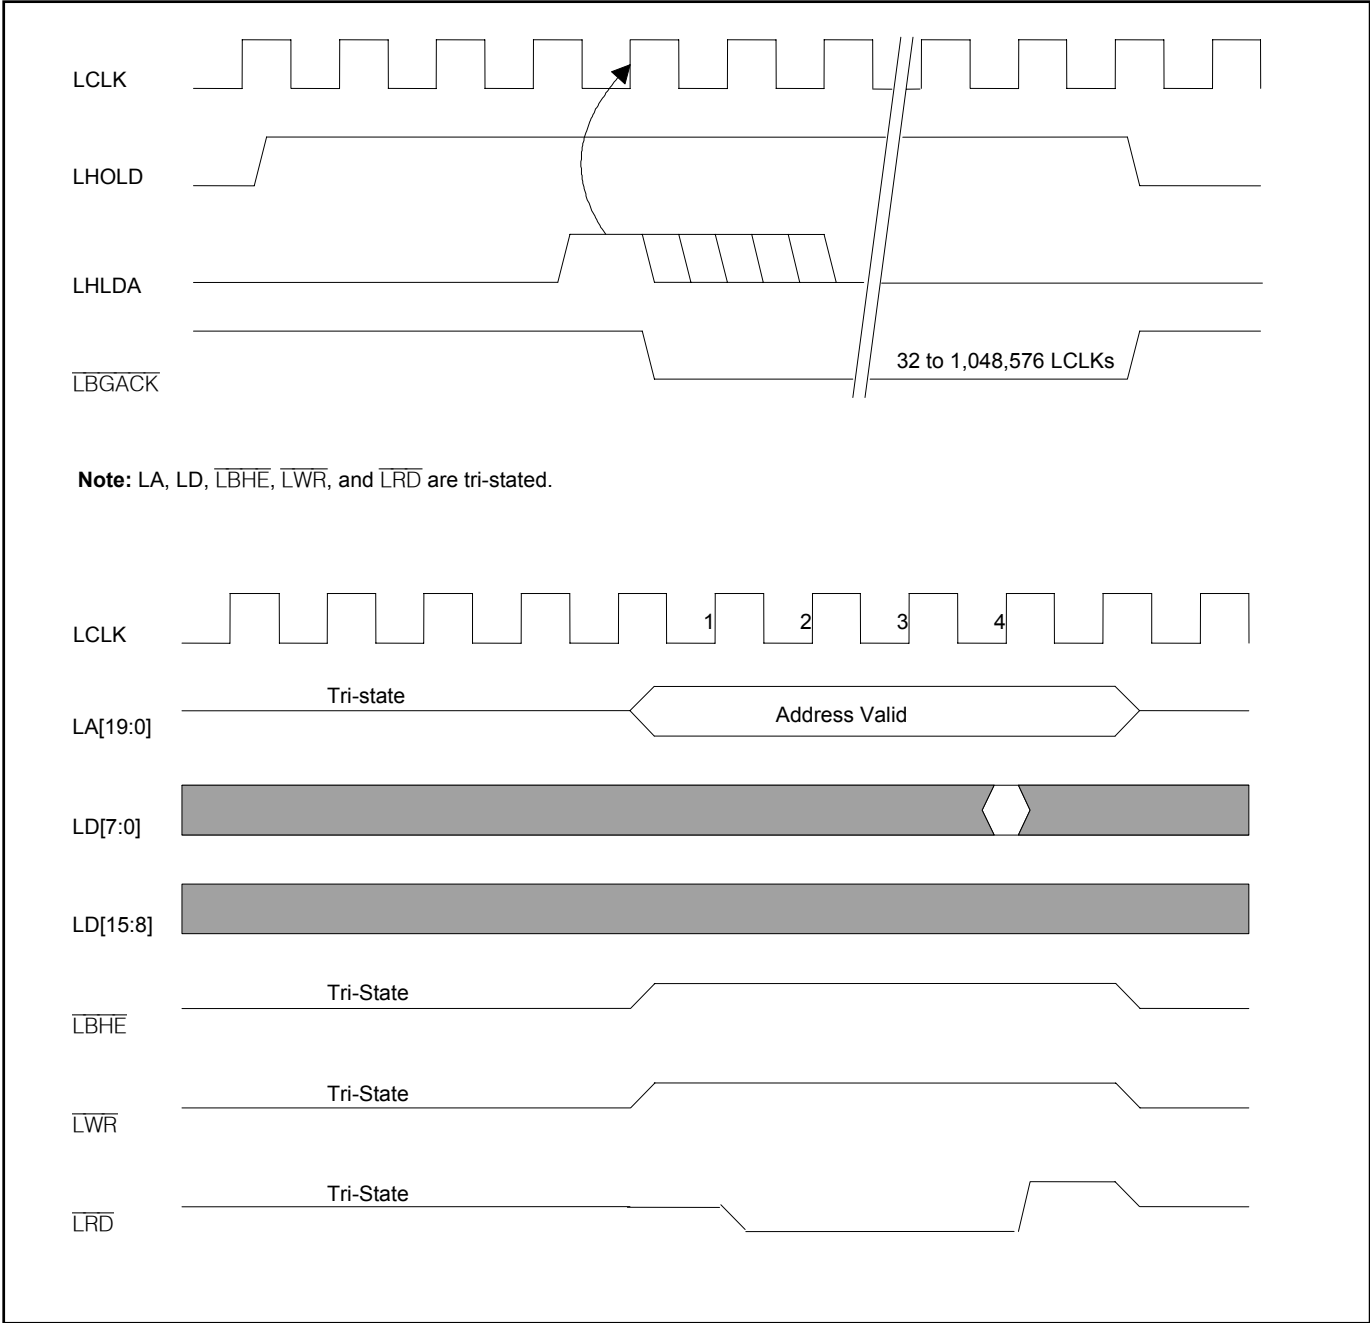 LCLK
LHOLD
LHLDA
LBGACK
32 to 1,048,576 LCLKs
Note: LA, LD, LBHE, LWR, and LRD are tri-stated.
LCLK
1 2 3 4
Tri-state
LA[19:0]
Address Valid
LD[7:0]
LD[15:8]
Tri-State
LBHE
Tri-State
LWR
Tri-State
LRD